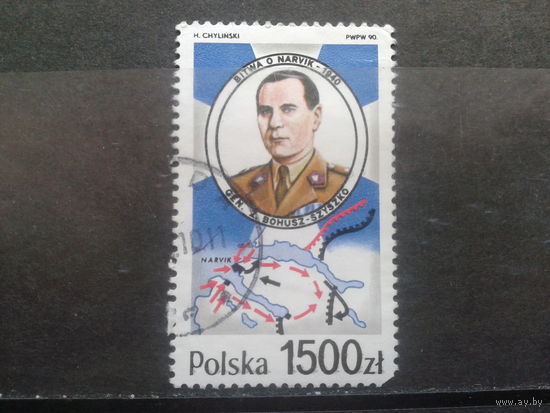 H. CHYLIŃSKI PWPW 90.
BITWA O NARVIK - 1940
GEN. Z. BOHUSZ-SZYSZKO
NARVIK
Polska 1500zł
www.ay.by